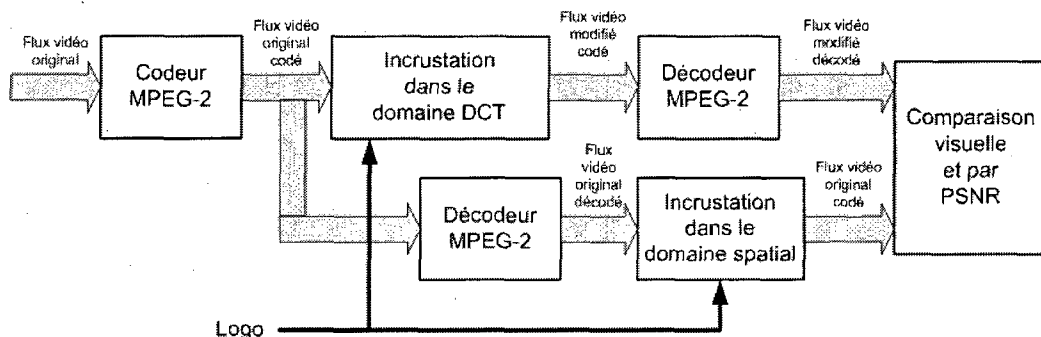 Flux vidéo
original
Codeur
MPEG-2
Flux vidéo
original
codé
Incrustation
dans le
domaine DCT
Flux vidéo
modifié
codé
Décodeur
MPEG-2
Flux vidéo
modifié
décodé
Comparaison
visuelle
et par
PSNR
Décodeur
MPEG-2
Flux
vidéo
original
décodé
Incrustation
dans le
domaine spatial
Flux vidéo
original
codé
Logo